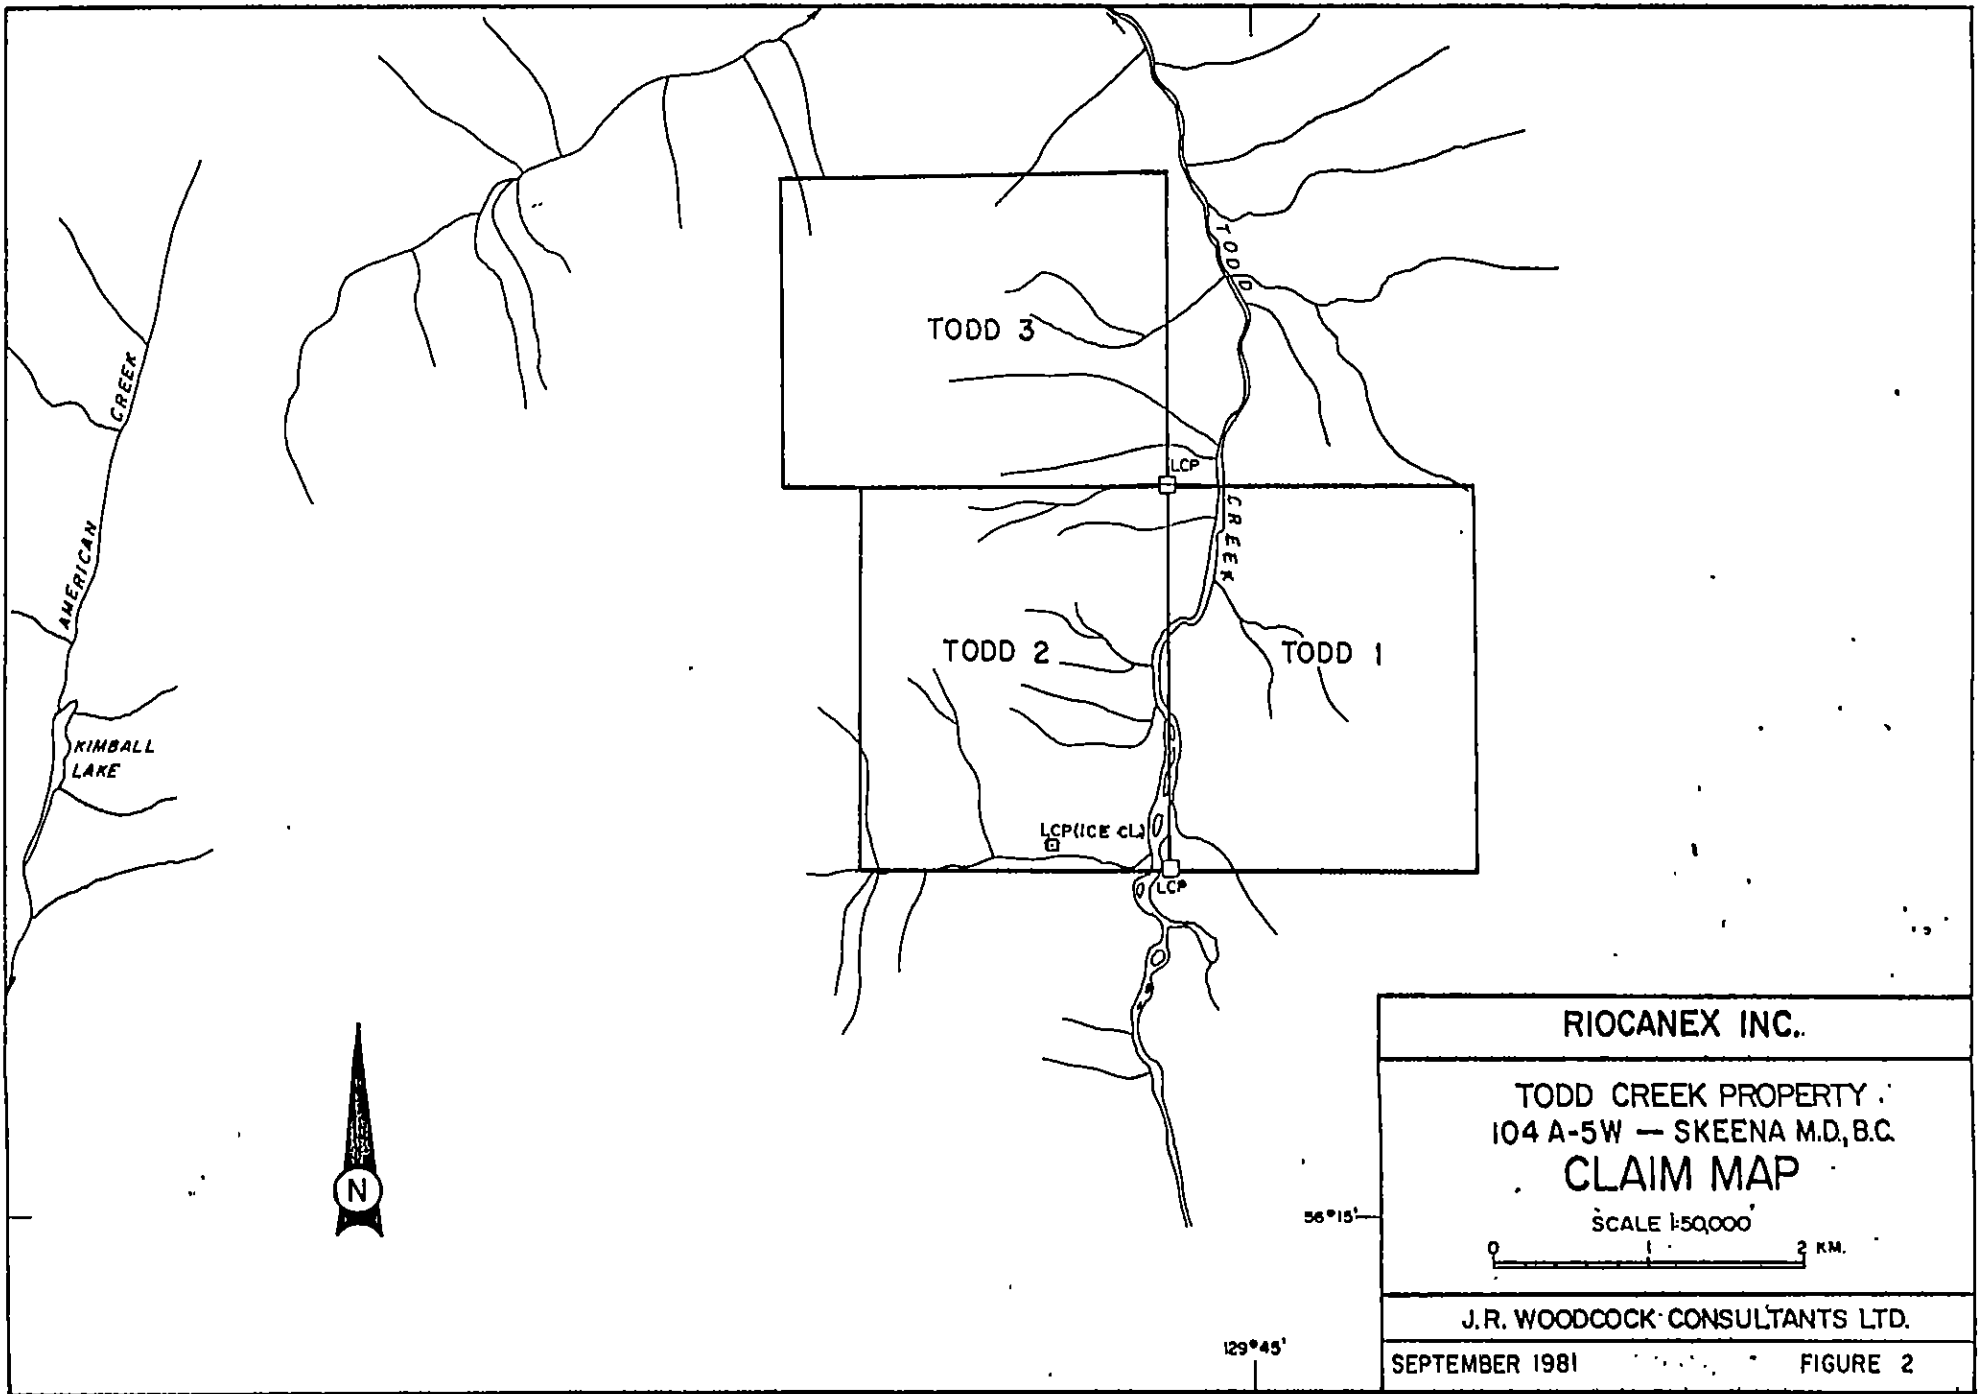 TODD
TODD 3
CREEK
LCP
CREEK
AMERICAN
TODD 2
TODD 1
KIMBALL
LAKE
LCP(ICE CL.)
LCP
N
RIOCANEX INC.
TODD CREEK PROPERTY
104 A-5W — SKEENA M.D., B.C.
CLAIM MAP
56°15'
SCALE 1:50,000
0 1 2 KM.
J.R. WOODCOCK CONSULTANTS LTD.
129°45'
SEPTEMBER 1981 FIGURE 2